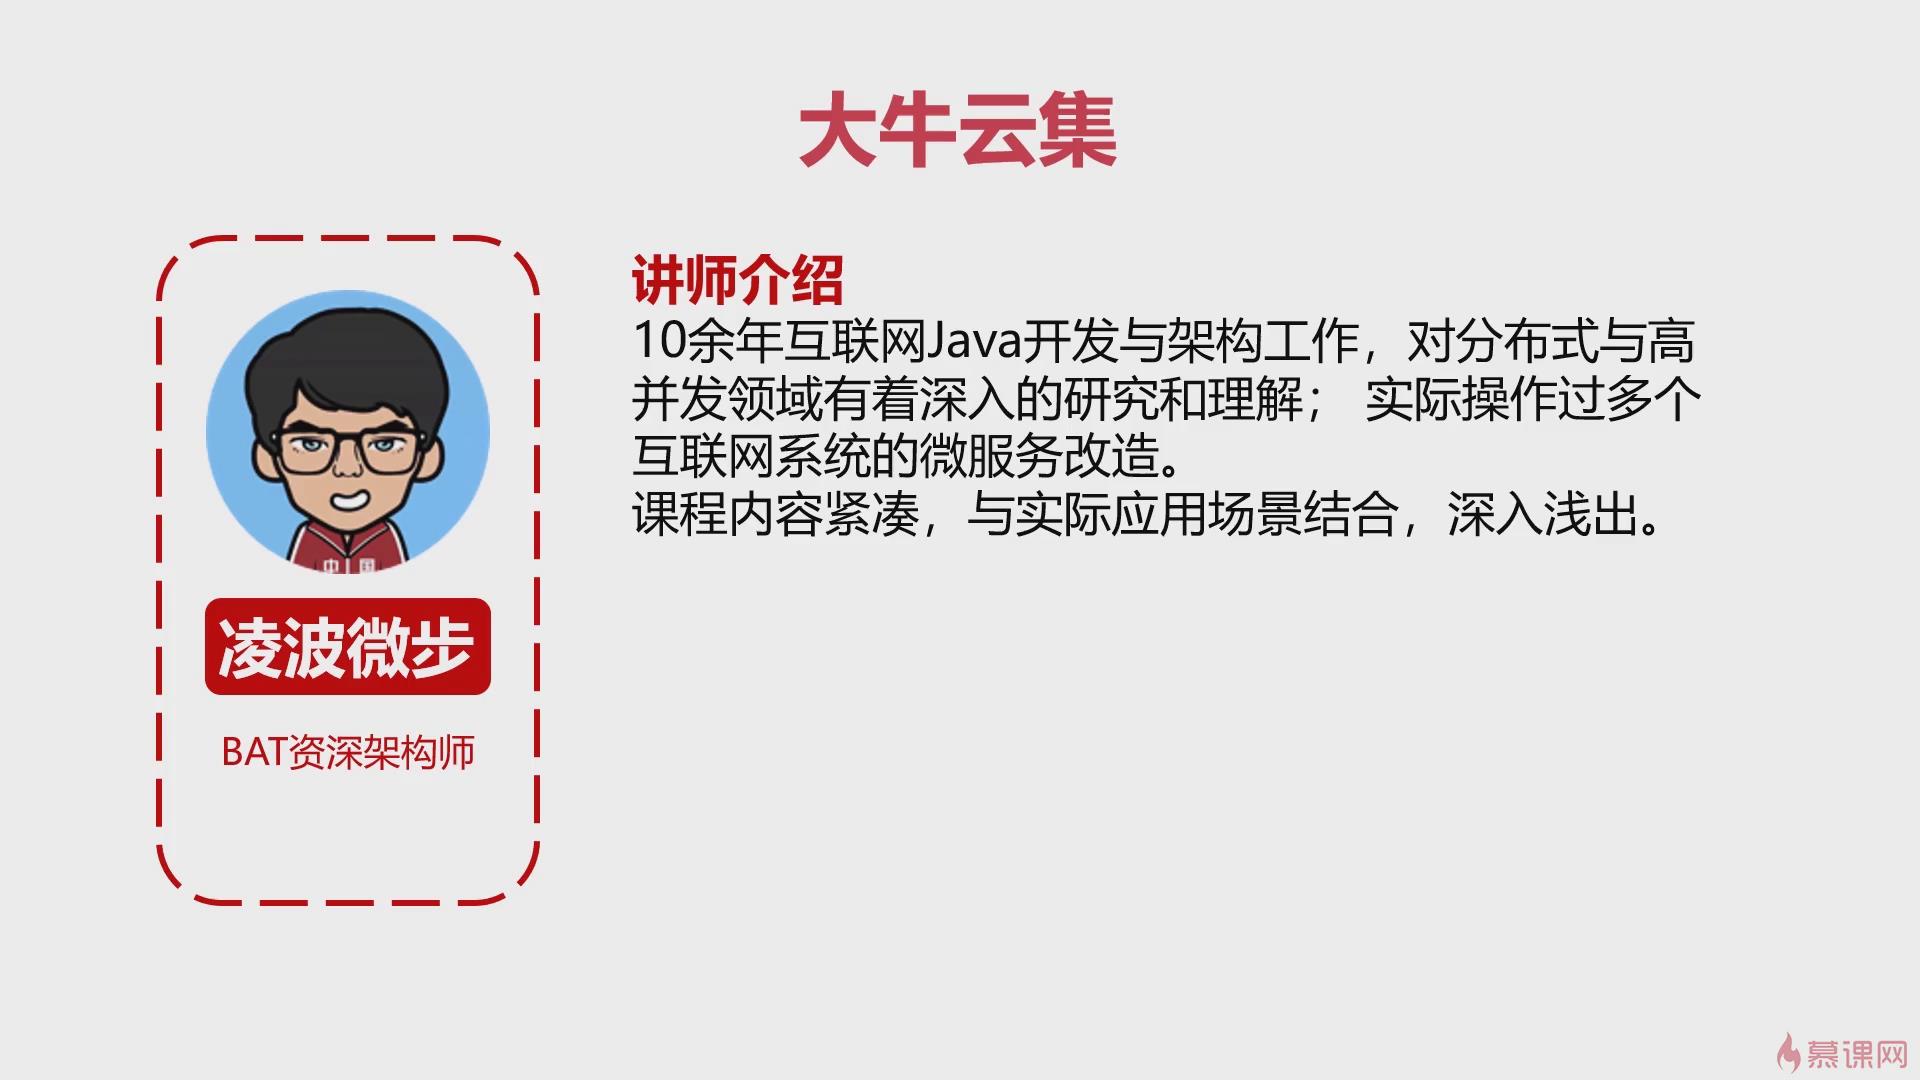 大牛云集
中 国
凌波微步
BAT资深架构师
讲师介绍
10余年互联网Java开发与架构工作，对分布式与高
并发领域有着深入的研究和理解； 实际操作过多个
互联网系统的微服务改造。
课程内容紧凑，与实际应用场景结合，深入浅出。
慕课网